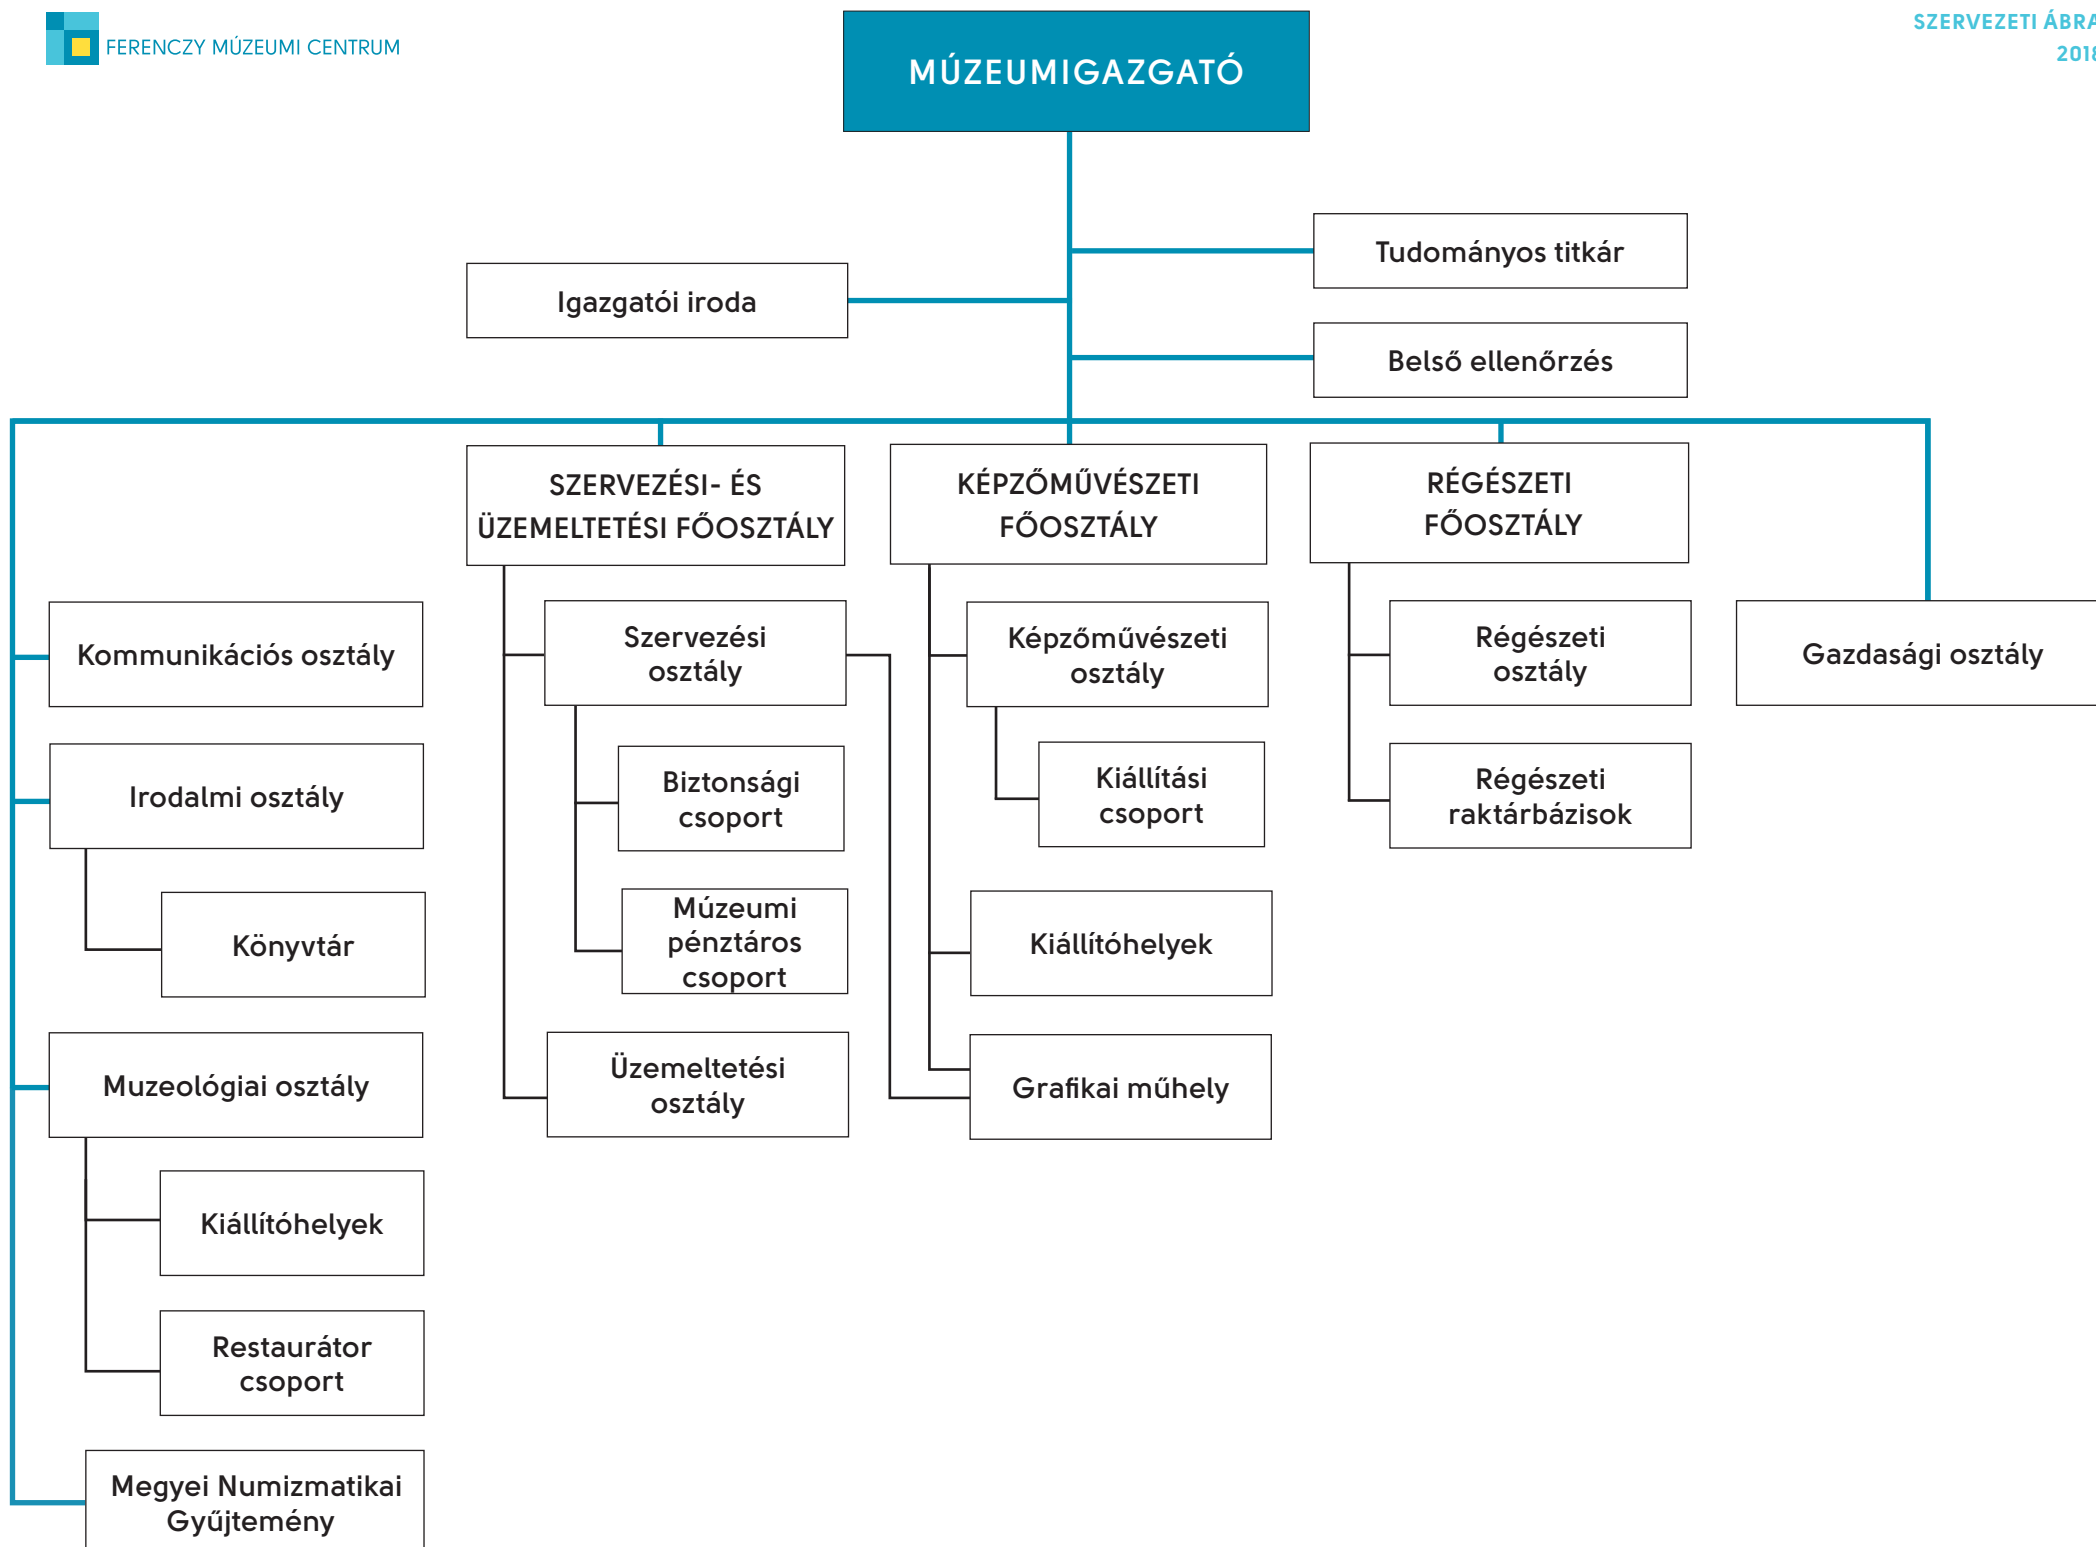 FERENCZY MÚZEUMI CENTRUM
SZERVEZETI ÁBRA
2018
MÚZEUMIGAZGATÓ
Tudományos titkár
Igazgatói iroda
Belső ellenőrzés
SZERVEZÉSI- ÉS
ÜZEMELTETÉSI FŐOSZTÁLY
KÉPZŐMŰVÉSZETI
FŐOSZTÁLY
RÉGÉSZETI
FŐOSZTÁLY
Kommunikációs osztály
Irodalmi osztály
Könyvtár
Muzeológiai osztály
Kiállítóhelyek
Restaurátor
csoport
Megyei Numizmatikai
Gyűjtemény
Szervezési
osztály
Biztonsági
csoport
Múzeumi
pénztáros
csoport
Üzemeltetési
osztály
Képzőművészeti
osztály
Kiállítási
csoport
Kiállítóhelyek
Grafikai műhely
Régészeti
osztály
Régészeti
raktárbázisok
Gazdasági osztály